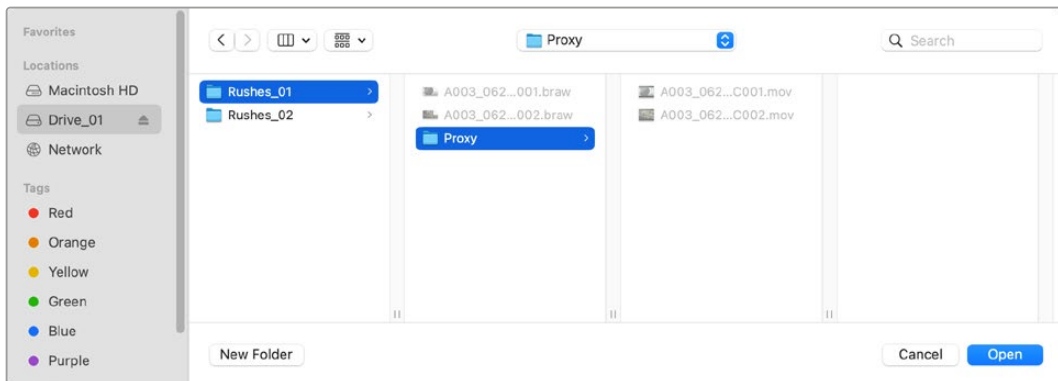 Favorites
Locations
Macintosh HD
Drive_01
Network
Tags
Red
Orange
Yellow
Green
Blue
Purple
Proxy
Search
Rushes_01
Rushes_02
A003_062...001.braw
A003_062...002.braw
Proxy
A003_062...C001.mov
A003_062...C002.mov
New Folder
Cancel
Open